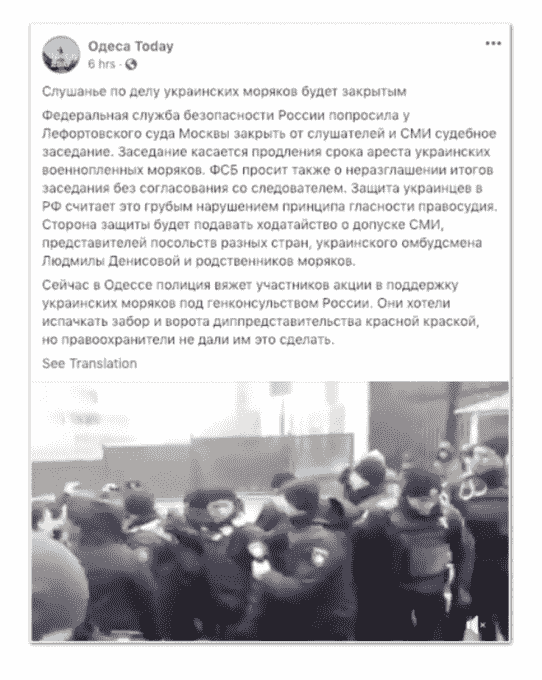 Одеса Today
6 hrs ·
Слушанье по делу украинских моряков будет закрытым
Федеральная служба безопасности России попросила у
Лефортовского суда Москвы закрыть от слушателей и СМИ судебное
заседание. Заседание касается продления срока ареста украинских
военнопленных моряков. ФСБ просит также о неразглашении итогов
заседания без согласования со следователем. Защита украинцев в
РФ считает это грубым нарушением принципа гласности правосудия.
Сторона защиты будет подавать ходатайство о допуске СМИ,
представителей посольств разных стран, украинского омбудсмена
Людмилы Денисовой и родственников моряков.
Сейчас в Одессе полиция вяжет участников акции в поддержку
украинских моряков под генконсульством России. Они хотели
испачкать забор и ворота диппредставительства красной краской,
но правоохранители не дали им это сделать.
See Translation